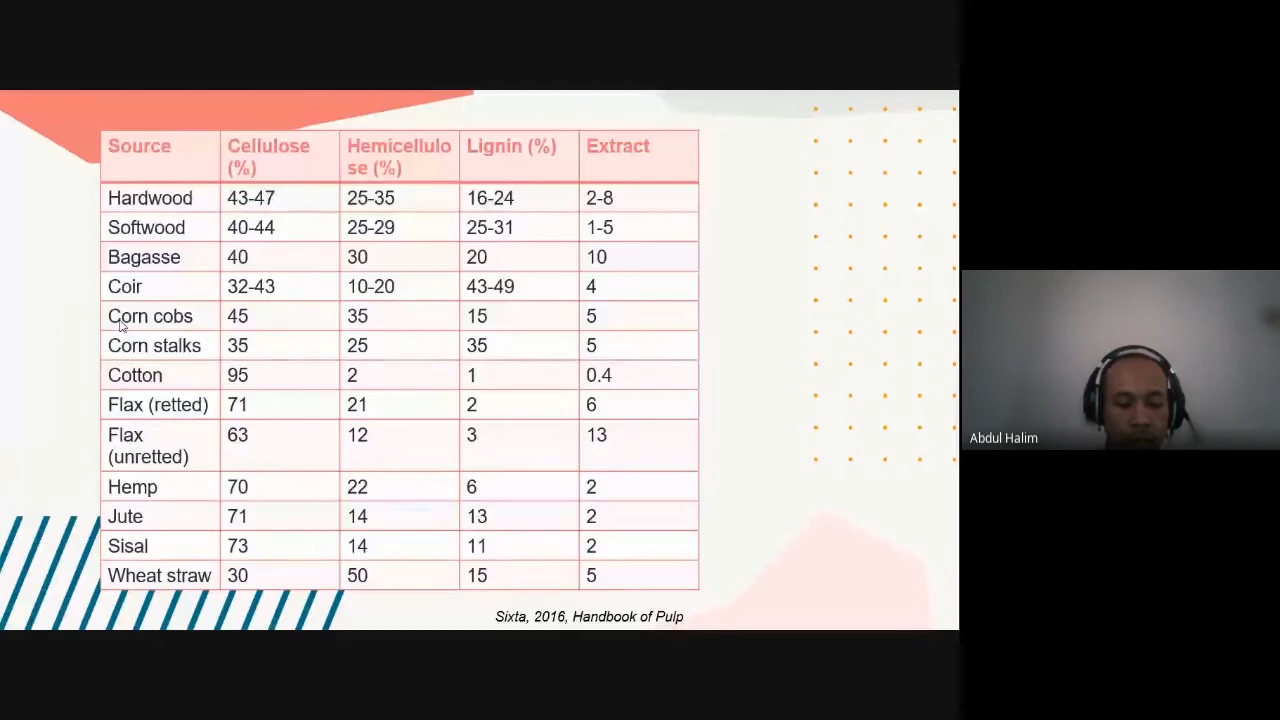 Source Cellulose (%) Hemicellulo se (%) Lignin (%) Extract
Hardwood 43-47 25-35 16-24 2-8
Softwood 40-44 25-29 25-31 1-5
Bagasse 40 30 20 10
Coir 32-43 10-20 43-49 4
Corn cobs 45 35 15 5
Corn stalks 35 25 35 5
Cotton 95 2 1 0.4
Flax (retted) 71 21 2 6
Flax (unretted) 63 12 3 13
Hemp 70 22 6 2
Jute 71 14 13 2
Sisal 73 14 11 2
Wheat straw 30 50 15 5
Sixta, 2016, Handbook of Pulp
Abdul Halim